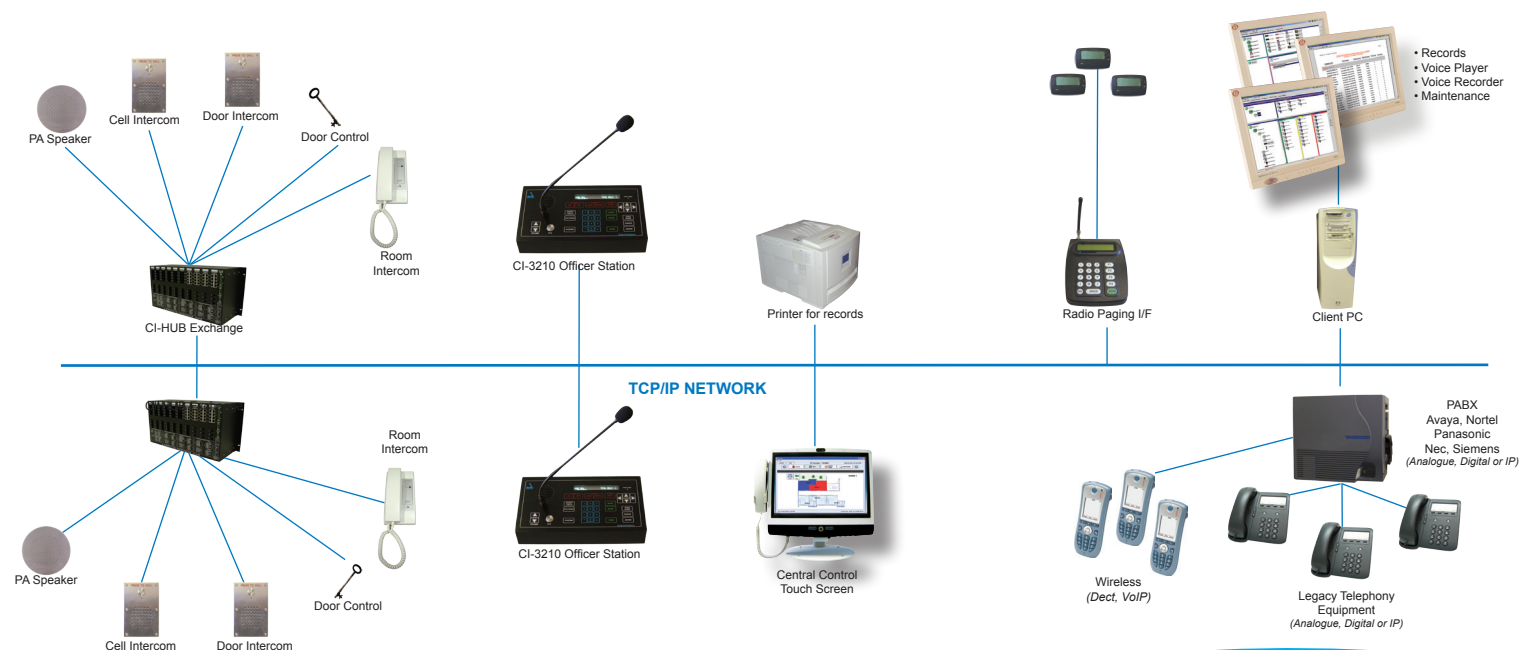 PA Speaker
Cell Intercom
Door Intercom
Door Control
Room
Intercom
CI-HUB Exchange
CI-3210 Officer Station
Printer for records
Radio Paging I/F
Client PC
• Records
• Voice Player
• Voice Recorder
• Maintenance
TCP/IP NETWORK
Room
Intercom
PA Speaker
Cell Intercom
Door Intercom
Door Control
CI-3210 Officer Station
Central Control
Touch Screen
Wireless
(Dect, VoIP)
PABX
Avaya, Nortel
Panasonic
Nec, Siemens
(Analogue, Digital or IP)
Legacy Telephony
Equipment
(Analogue, Digital or IP)